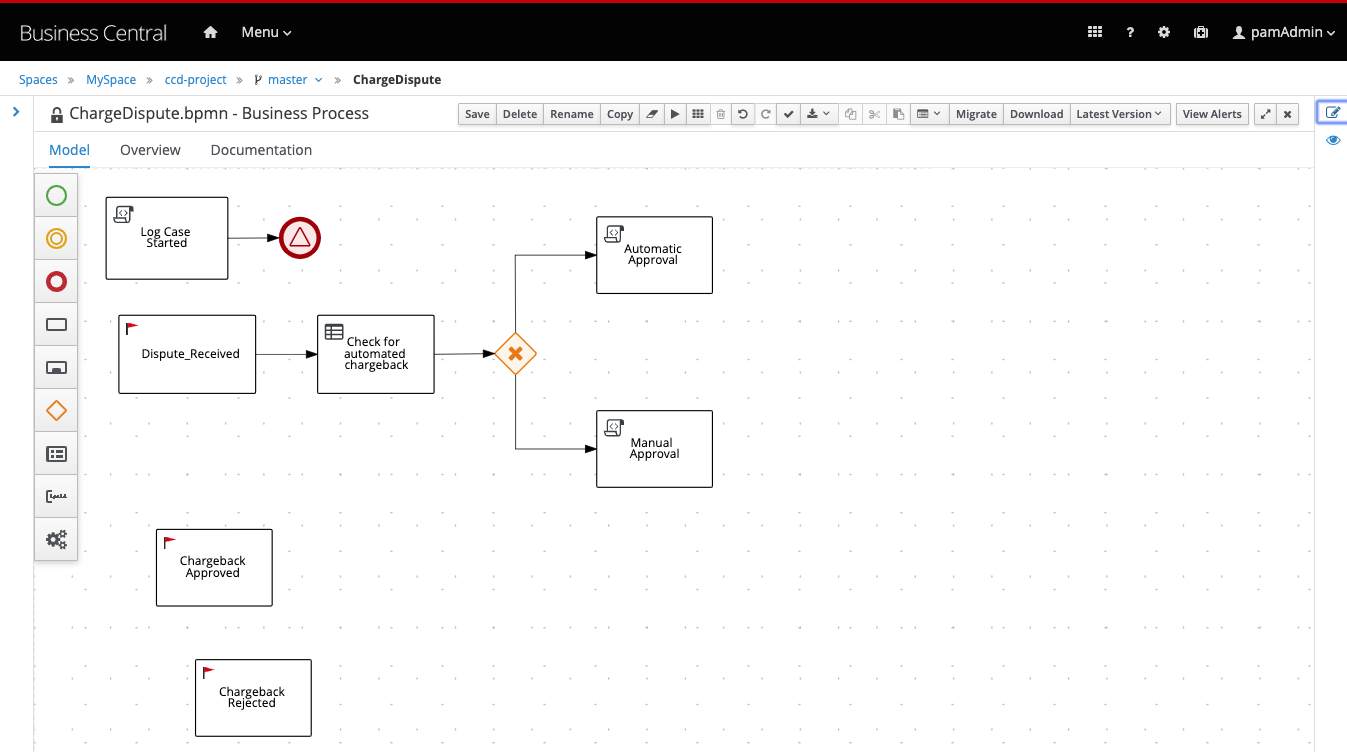 Business Central
Menu
?
pamAdmin
Spaces » MySpace » ccd-project » master » ChargeDispute
ChargeDispute.bpmn - Business Process
Save
Delete
Rename
Copy
Migrate
Download
Latest Version
View Alerts
Model
Overview
Documentation
Log Case
Started
Automatic
Approval
Dispute_Received
Check for
automated
chargeback
Manual
Approval
Chargeback
Approved
Chargeback
Rejected